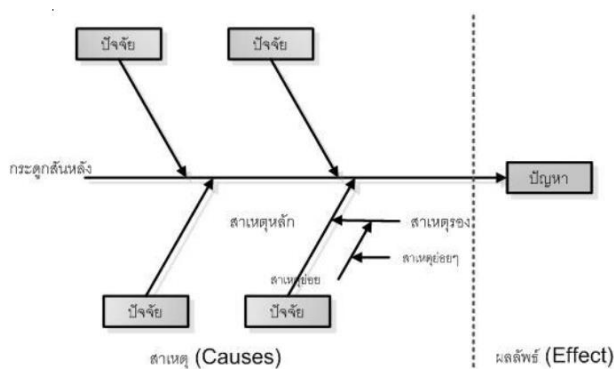 ปัจจัย ปัจจัย
กระดูกสันหลัง
ปัญหา
สาเหตุหลัก สาเหตุรอง
สาเหตุย่อยๆ
สาเหตุย่อย
ปัจจัย ปัจจัย
สาเหตุ (Causes) ผลลัพธ์ (Effect)